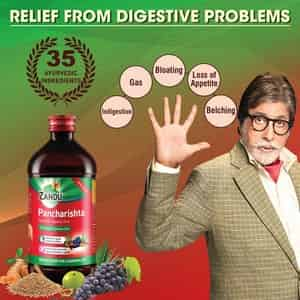 RELIEF FROM DIGESTIVE PROBLEMS
35
AYURVEDIC
INGREDIENTS
Indigestion
Gas
Bloating
Loss of
Appetite
Belching
ZANDU
Pancharishta